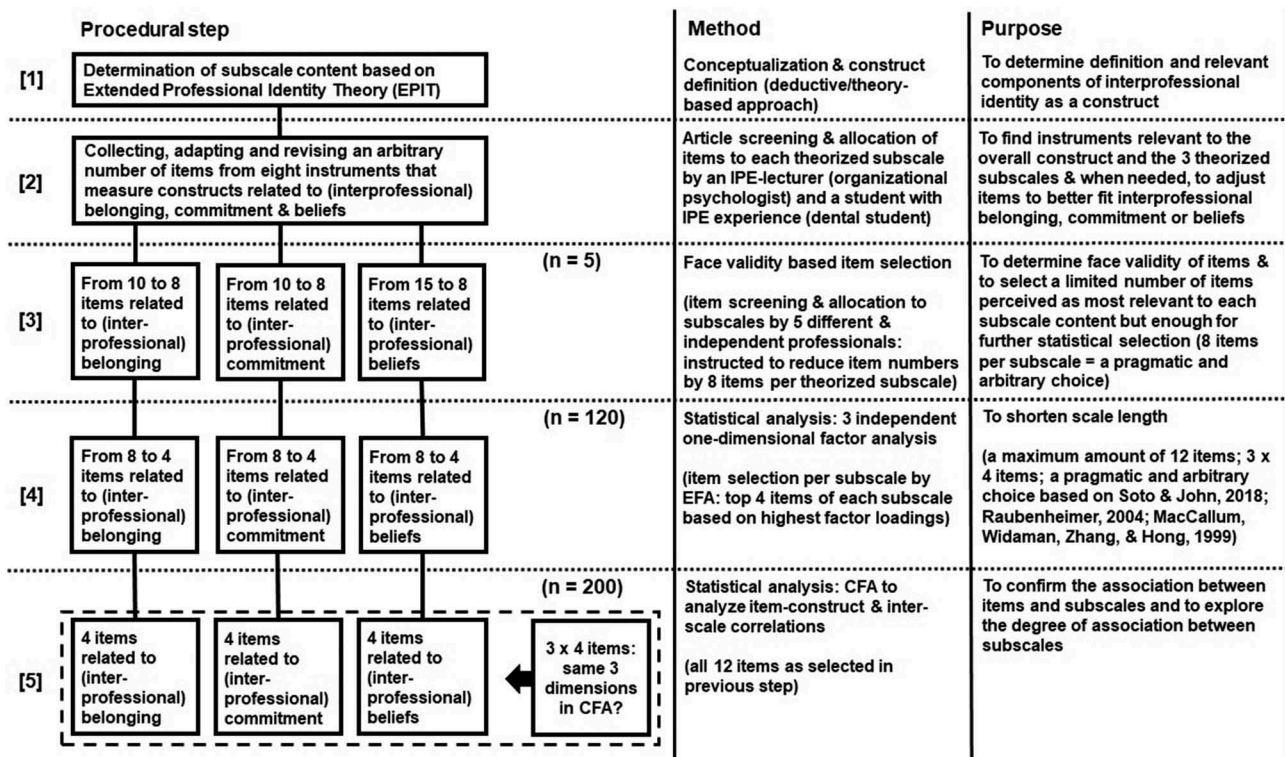 Procedural step
Method
Purpose
[1]
Determination of subscale content based on
Extended Professional Identity Theory (EPIT)
Conceptualization & construct
definition (deductive/theory-
based approach)
To determine definition and relevant
components of interprofessional
identity as a construct
[2]
Collecting, adapting and revising an arbitrary
number of items from eight instruments that
measure constructs related to (interprofessional)
belonging, commitment & beliefs
Article screening & allocation of
items to each theorized subscale
by an IPE-lecturer (organizational
psychologist) and a student with
IPE experience (dental student)
To find instruments relevant to the
overall construct and the 3 theorized
subscales & when needed, to adjust
items to better fit interprofessional
belonging, commitment or beliefs
[3]
From 10 to 8
items related
to (inter-
professional)
belonging
From 10 to 8
items related
to (inter-
professional)
commitment
From 15 to 8
items related
to (inter-
professional)
beliefs
(n = 5)
Face validity based item selection
(item screening & allocation to
subscales by 5 different &
independent professionals:
instructed to reduce item numbers
by 8 items per theorized subscale)
To determine face validity of items &
to select a limited number of items
perceived as most relevant to each
subscale content but enough for
further statistical selection (8 items
per subscale = a pragmatic and
arbitrary choice)
[4]
From 8 to 4
items related
to (inter-
professional)
belonging
From 8 to 4
items related
to (inter-
professional)
commitment
From 8 to 4
items related
to (inter-
professional)
beliefs
(n = 120)
Statistical analysis: 3 independent
one-dimensional factor analysis
(item selection per subscale by
EFA: top 4 items of each subscale
based on highest factor loadings)
To shorten scale length
(a maximum amount of 12 items; 3 x
4 items; a pragmatic and arbitrary
choice based on Soto & John, 2018;
Raubenheimer, 2004; MacCallum,
Widaman, Zhang, & Hong, 1999)
[5]
4 items
related to
(inter-
professional)
belonging
4 items
related to
(inter-
professional)
commitment
4 items
related to
(inter-
professional)
beliefs
(n = 200)
3 x 4 items:
same 3
dimensions
in CFA?
Statistical analysis: CFA to
analyze item-construct & inter-
scale correlations
(all 12 items as selected in
previous step)
To confirm the association between
items and subscales and to explore
the degree of association between
subscales